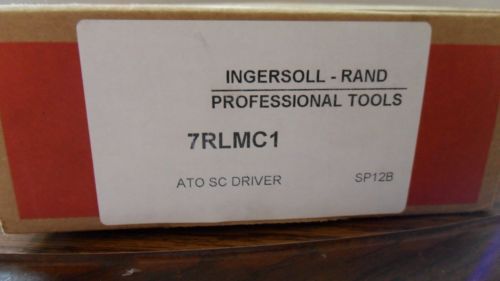 INGERSOLL - RAND
PROFESSIONAL TOOLS
7RLMC1
ATO SC DRIVER SP12B